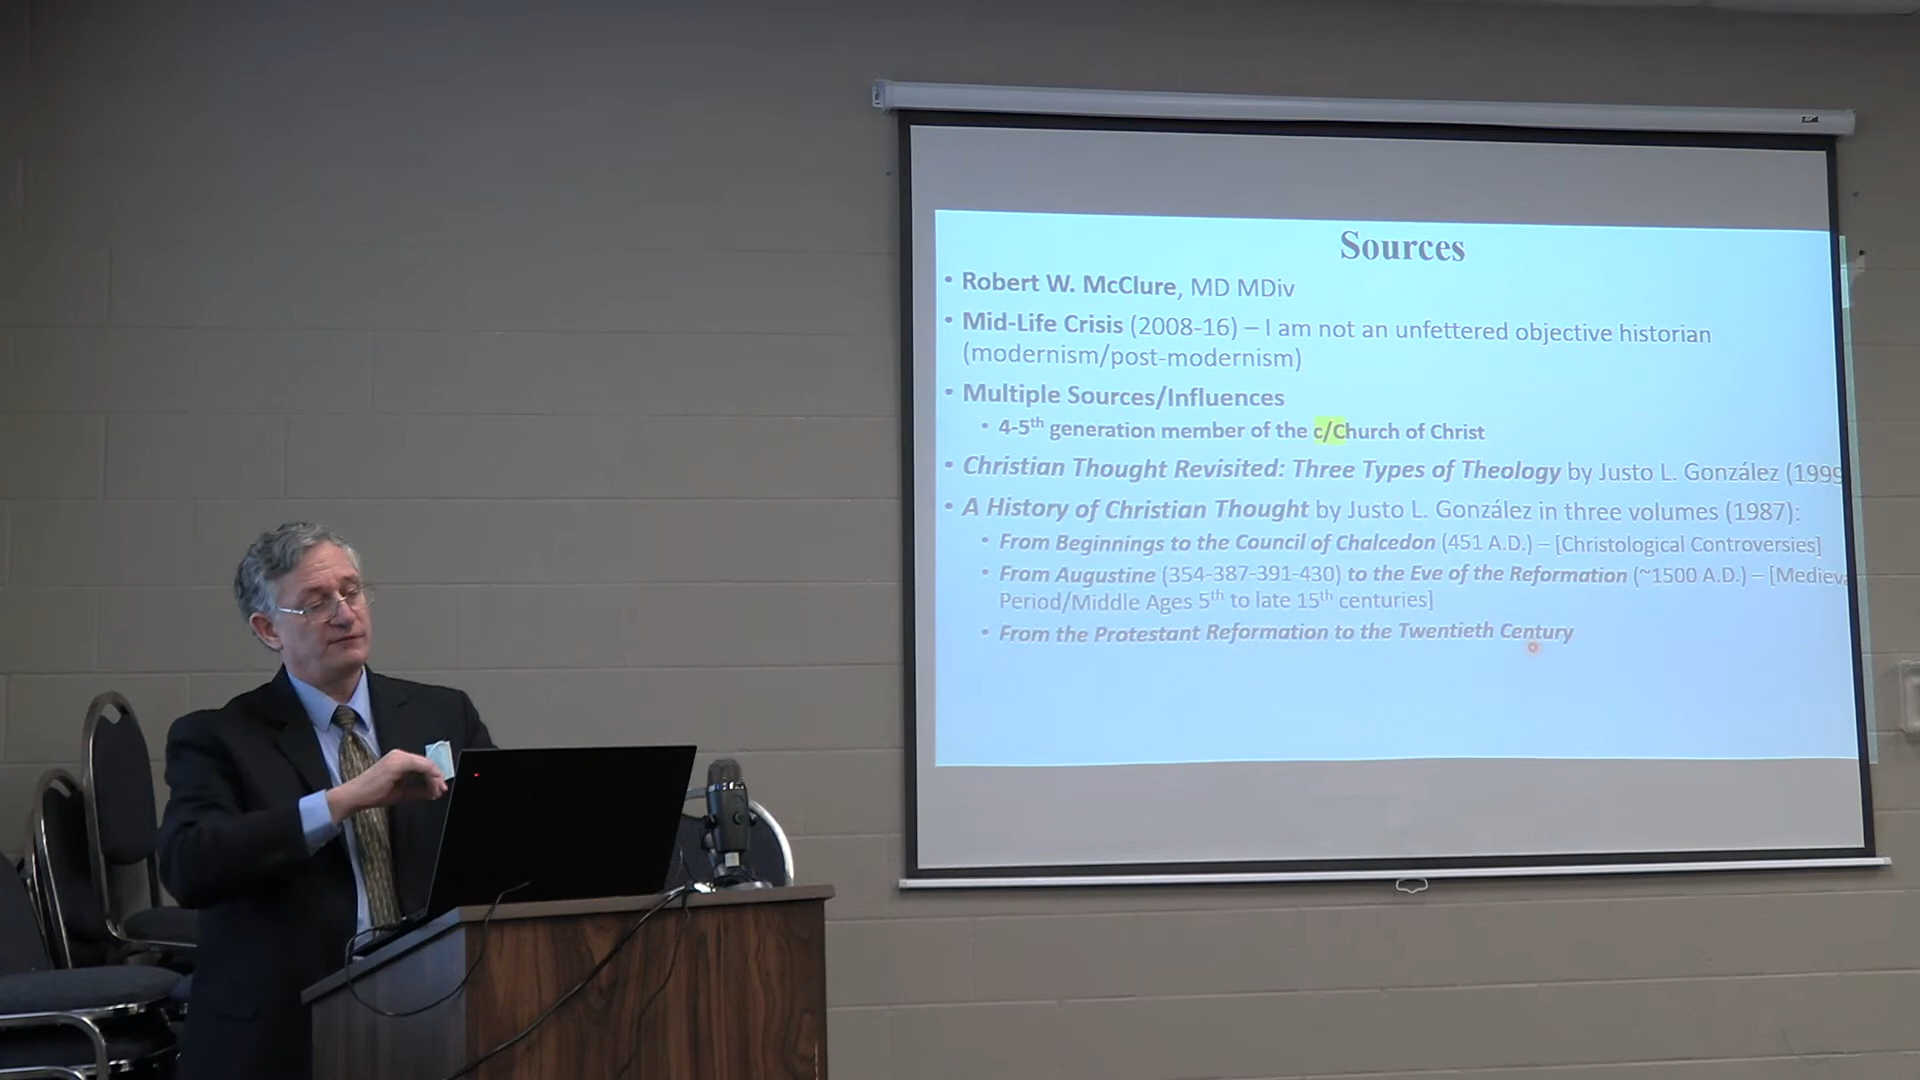 Sources
• Robert W. McClure, MD MDiv
• Mid-Life Crisis (2008-16) – I am not an unfettered objective historian
(modernism/post-modernism)
• Multiple Sources/Influences
• 4-5th generation member of the c/Church of Christ
• Christian Thought Revisited: Three Types of Theology by Justo L. González (1999
• A History of Christian Thought by Justo L. González in three volumes (1987):
• From Beginnings to the Council of Chalcedon (451 A.D.) – [Christological Controversies]
• From Augustine (354-387-391-430) to the Eve of the Reformation (~1500 A.D.) – [Mediev
Period/Middle Ages 5th to late 15th centuries]
• From the Protestant Reformation to the Twentieth Century